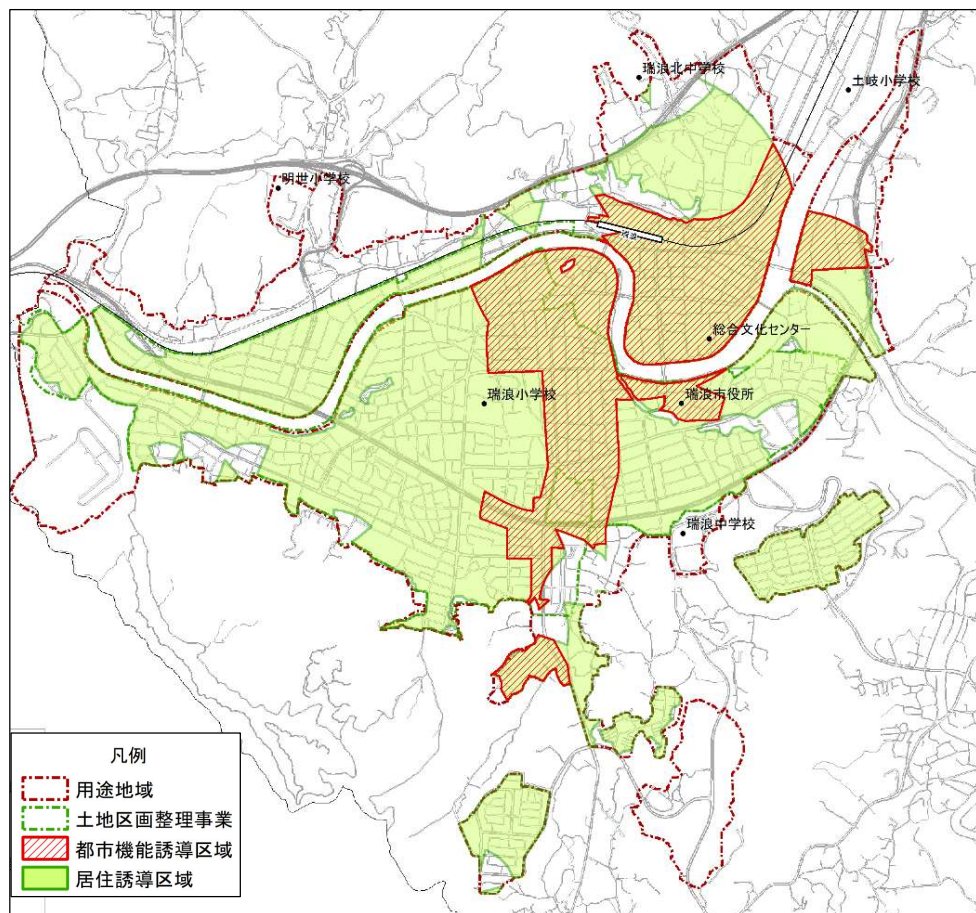 瑞浪北中学校
土岐小学校
明世小学校
総合文化センター
瑞浪小学校
瑞浪市役所
瑞浪中学校
凡例
用途地域
土地区画整理事業
都市機能誘導区域
居住誘導区域